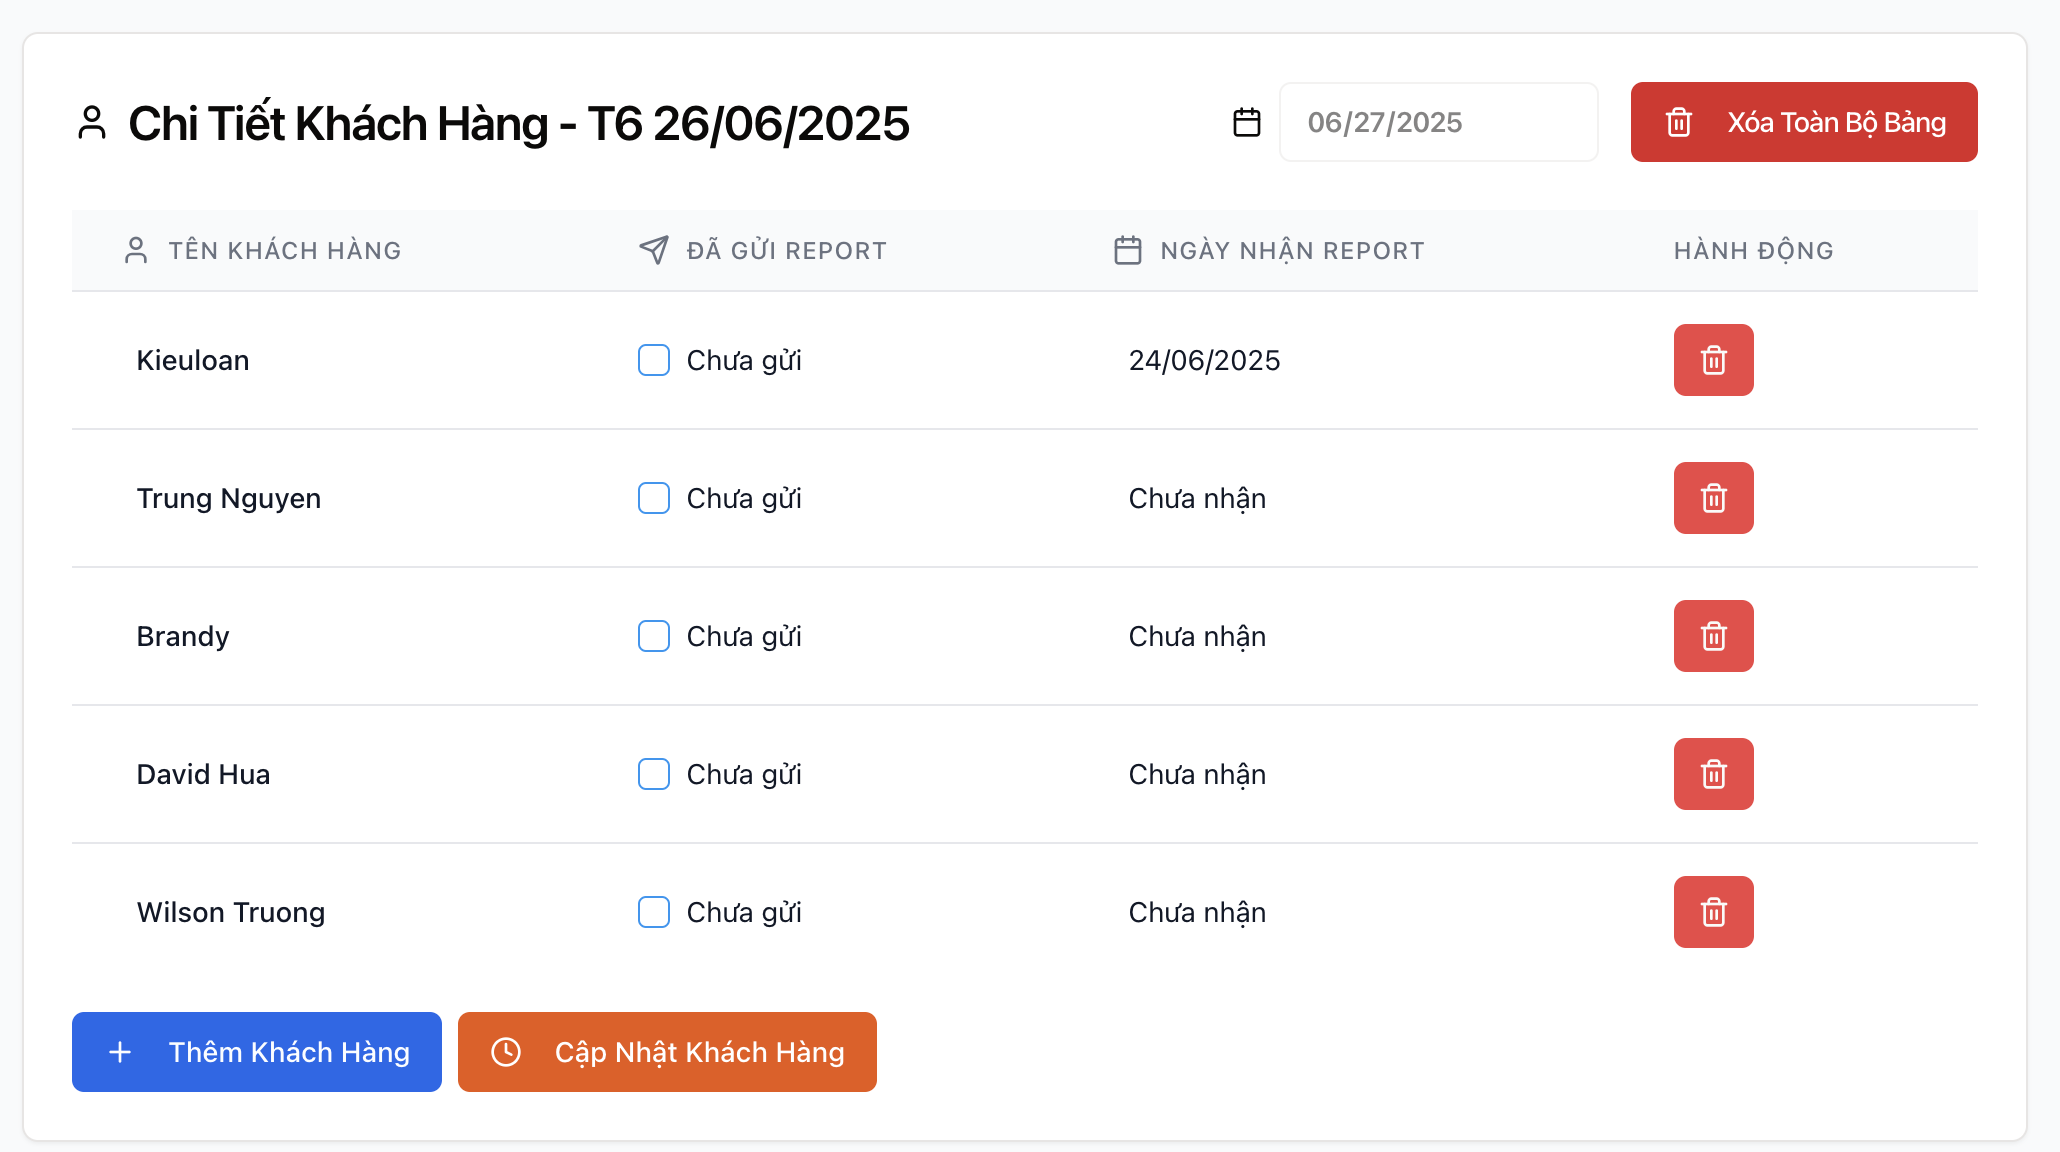 Chi Tiết Khách Hàng - T6 26/06/2025
06/27/2025
Xóa Toàn Bộ Bảng
TÊN KHÁCH HÀNG ĐÃ GỬI REPORT NGÀY NHẬN REPORT HÀNH ĐỘNG
Kieuloan Chưa gửi 24/06/2025
Trung Nguyen Chưa gửi Chưa nhận
Brandy Chưa gửi Chưa nhận
David Hua Chưa gửi Chưa nhận
Wilson Truong Chưa gửi Chưa nhận
Thêm Khách Hàng
Cập Nhật Khách Hàng